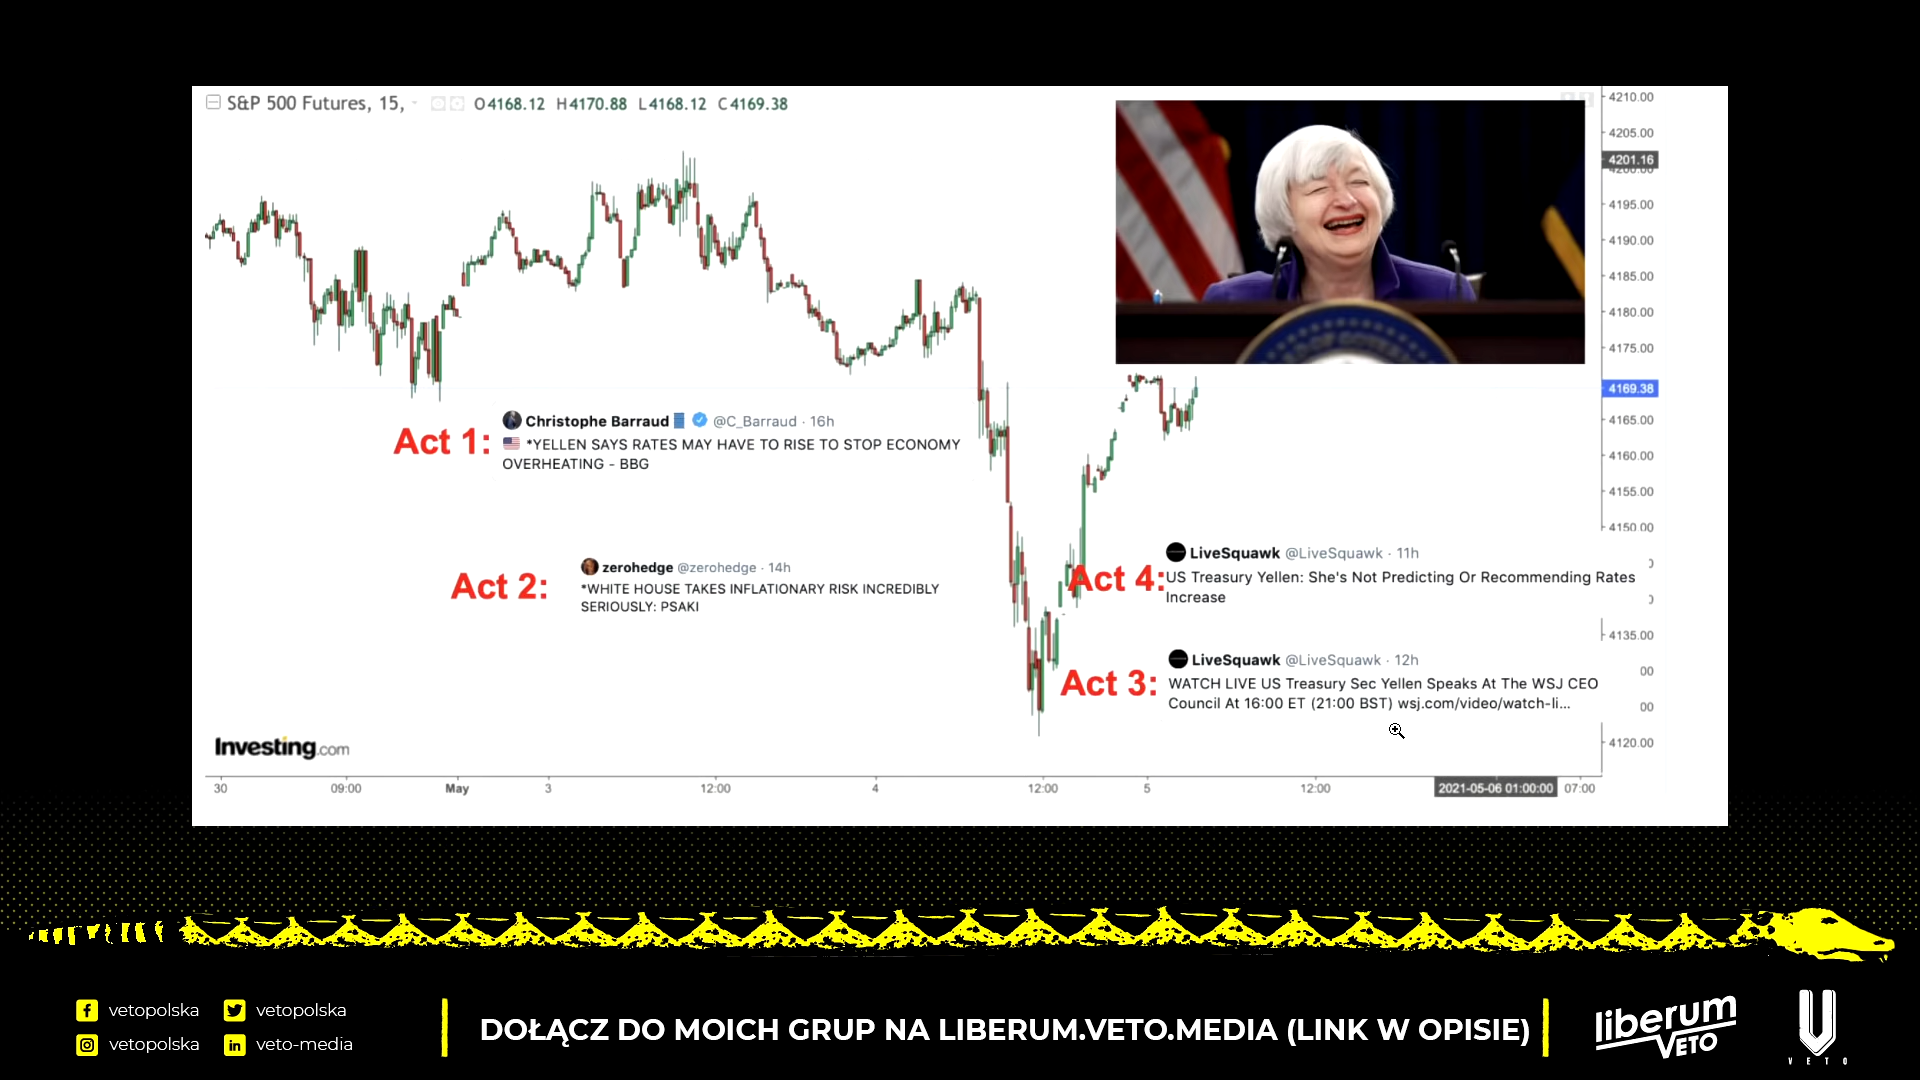 S&P 500 Futures, 15,
O4168.12 H4170.88 L4168.12 C4169.38
4210.00
4205.00
4201.16
4200.00
4195.00
4190.00
4185.00
4180.00
4175.00
4169.38
4165.00
4160.00
4155.00
4150.00
4135.00
00
00
4120.00
Act 1:
Christophe Barraud @C_Barraud · 16h
*YELLEN SAYS RATES MAY HAVE TO RISE TO STOP ECONOMY
OVERHEATING - BBG
Act 2:
zerohedge @zerohedge · 14h
*WHITE HOUSE TAKES INFLATIONARY RISK INCREDIBLY
SERIOUSLY: PSAKI
Act 4:
LiveSquawk @LiveSquawk · 11h
US Treasury Yellen: She's Not Predicting Or Recommending Rates
Increase
Act 3:
LiveSquawk @LiveSquawk · 12h
WATCH LIVE US Treasury Sec Yellen Speaks At The WSJ CEO
Council At 16:00 ET (21:00 BST) wsj.com/video/watch-li...
Investing.com
30 09:00 May 3 12:00 4 12:00 5 12:00 2021-05-06 01:00:00 07:00
vetopolska vetopolska
vetopolska veto-media
DOŁĄCZ DO MOICH GRUP NA LIBERUM.VETO.MEDIA (LINK W OPISIE)
liberum
VETO
VETO